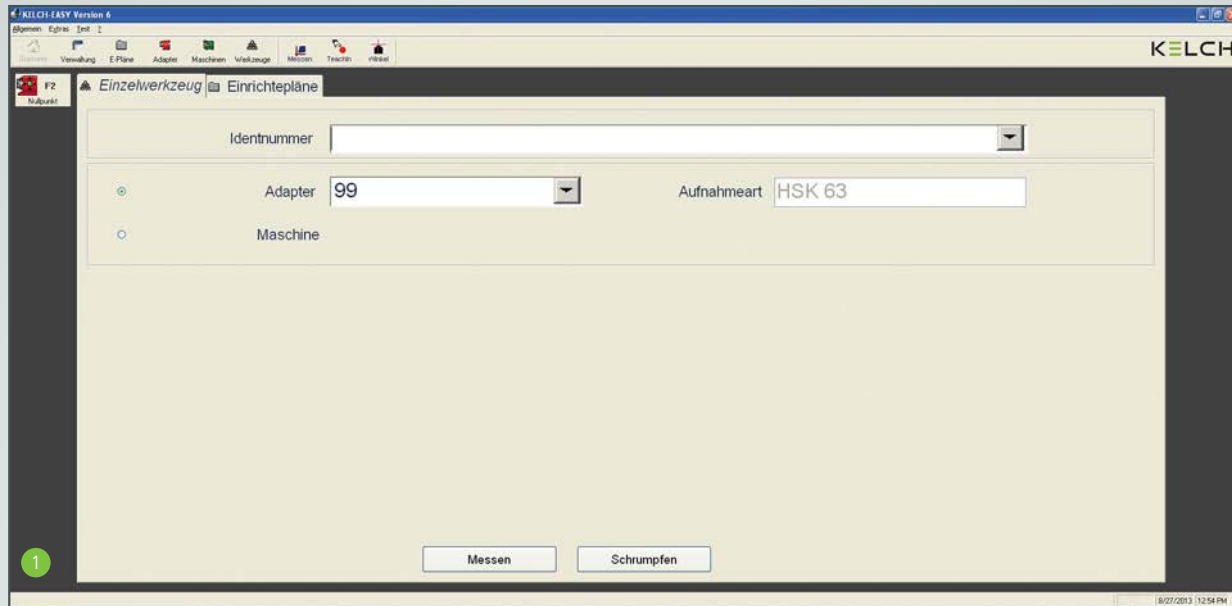 KELCH-EASY Version 6
Allgemein Extras Test ?
Startseite Verwaltung E-Pläne Adapter Maschinen Werkzeuge Messen TeachIn Winkel
KELCH
F2
Nullpunkt
Einzelwerkzeug Einrichtepläne
Identnummer
Adapter 99 Aufnahmeart HSK 63
Maschine
Messen Schrumpfen
1
8/27/2013 12:54 PM